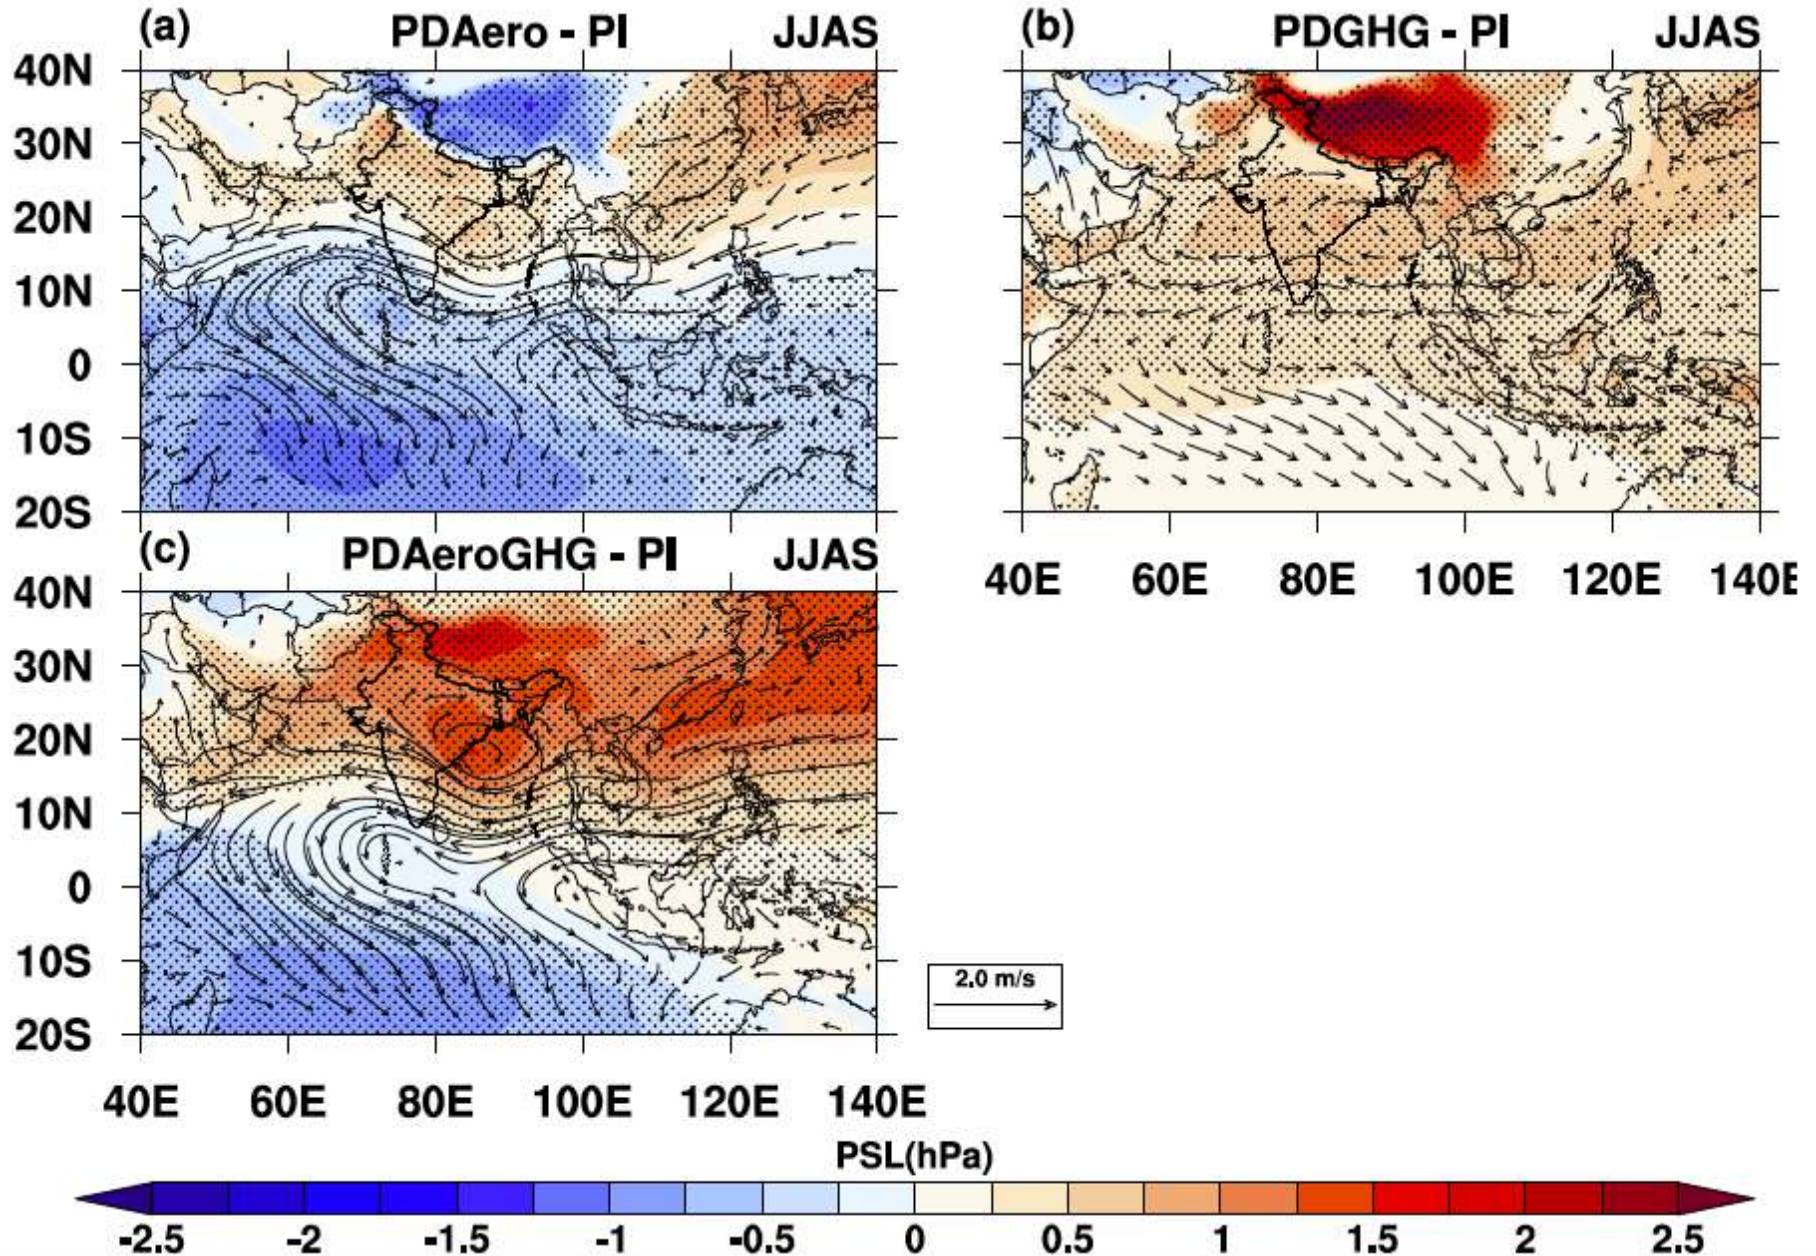 (a) PDAero - PI JJAS
(b) PDGHG - PI JJAS
40N
30N
20N
10N
0
10S
20S
40E 60E 80E 100E 120E 140E
(c) PDAeroGHG - PI JJAS
40N
30N
20N
10N
0
10S
20S
2.0 m/s
40E 60E 80E 100E 120E 140E
PSL(hPa)
-2.5 -2 -1.5 -1 -0.5 0 0.5 1 1.5 2 2.5